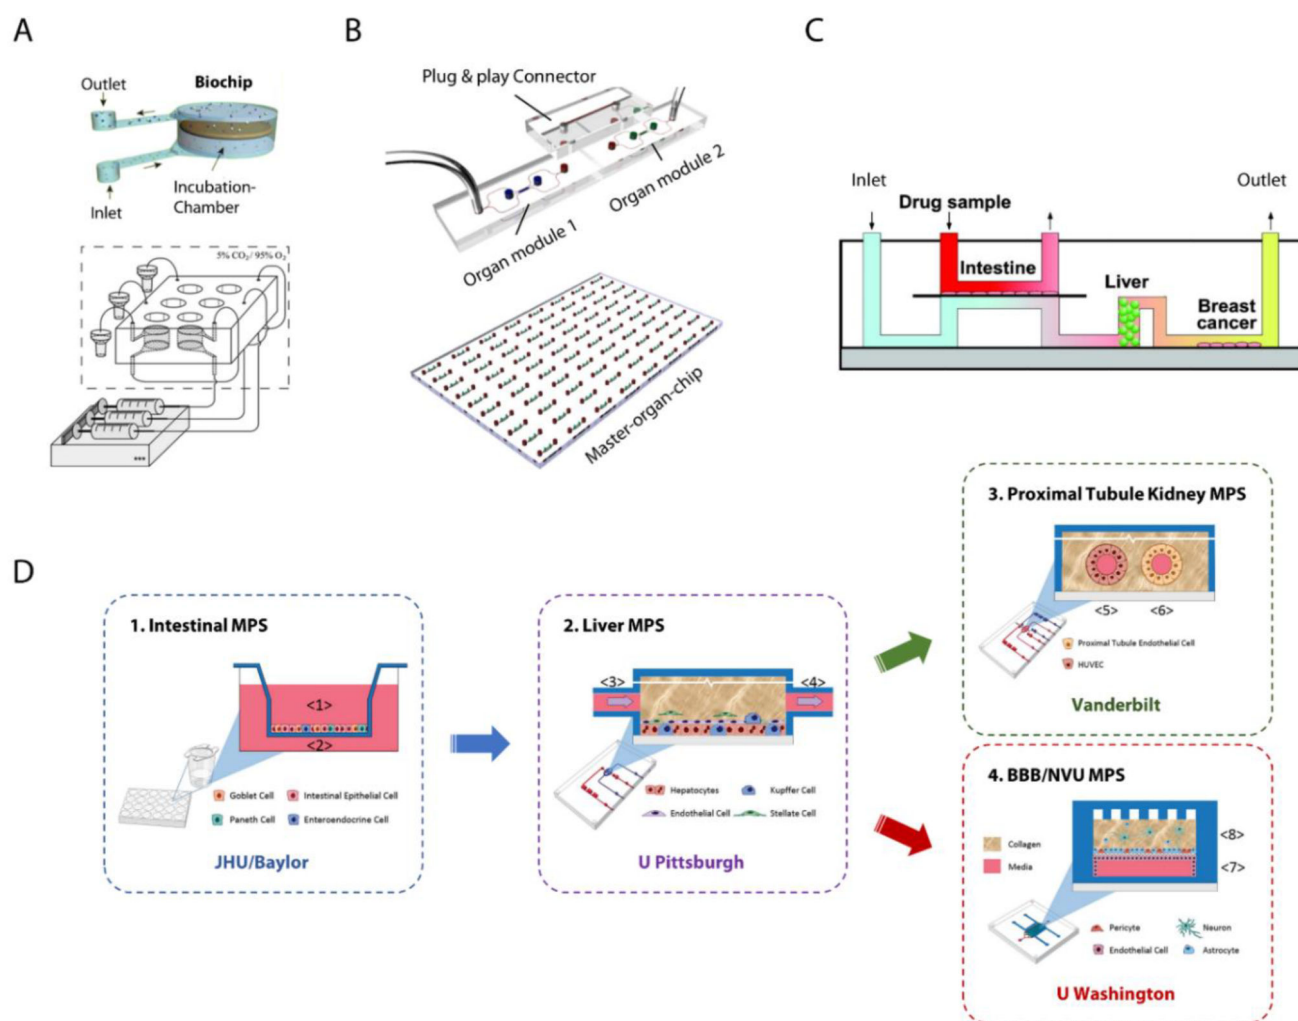 A
Outlet
Biochip
Incubation-
Chamber
Inlet
5% CO2/ 95% O2
B
Plug & play Connector
Organ module 2
Organ module 1
Master-organ-chip
C
Inlet
Outlet
Drug sample
Intestine
Liver
Breast
cancer
D
1. Intestinal MPS
<1>
<2>
Goblet Cell
Intestinal Epithelial Cell
Paneth Cell
Enteroendocrine Cell
JHU/Baylor
2. Liver MPS
<3>
<4>
Hepatocytes
Kupffer Cell
Endothelial Cell
Stellate Cell
U Pittsburgh
3. Proximal Tubule Kidney MPS
<5>
<6>
Proximal Tubule Endothelial Cell
HUVEC
Vanderbilt
4. BBB/NVU MPS
Collagen
Media
<8>
<7>
Pericyte
Neuron
Endothelial Cell
Astrocyte
U Washington